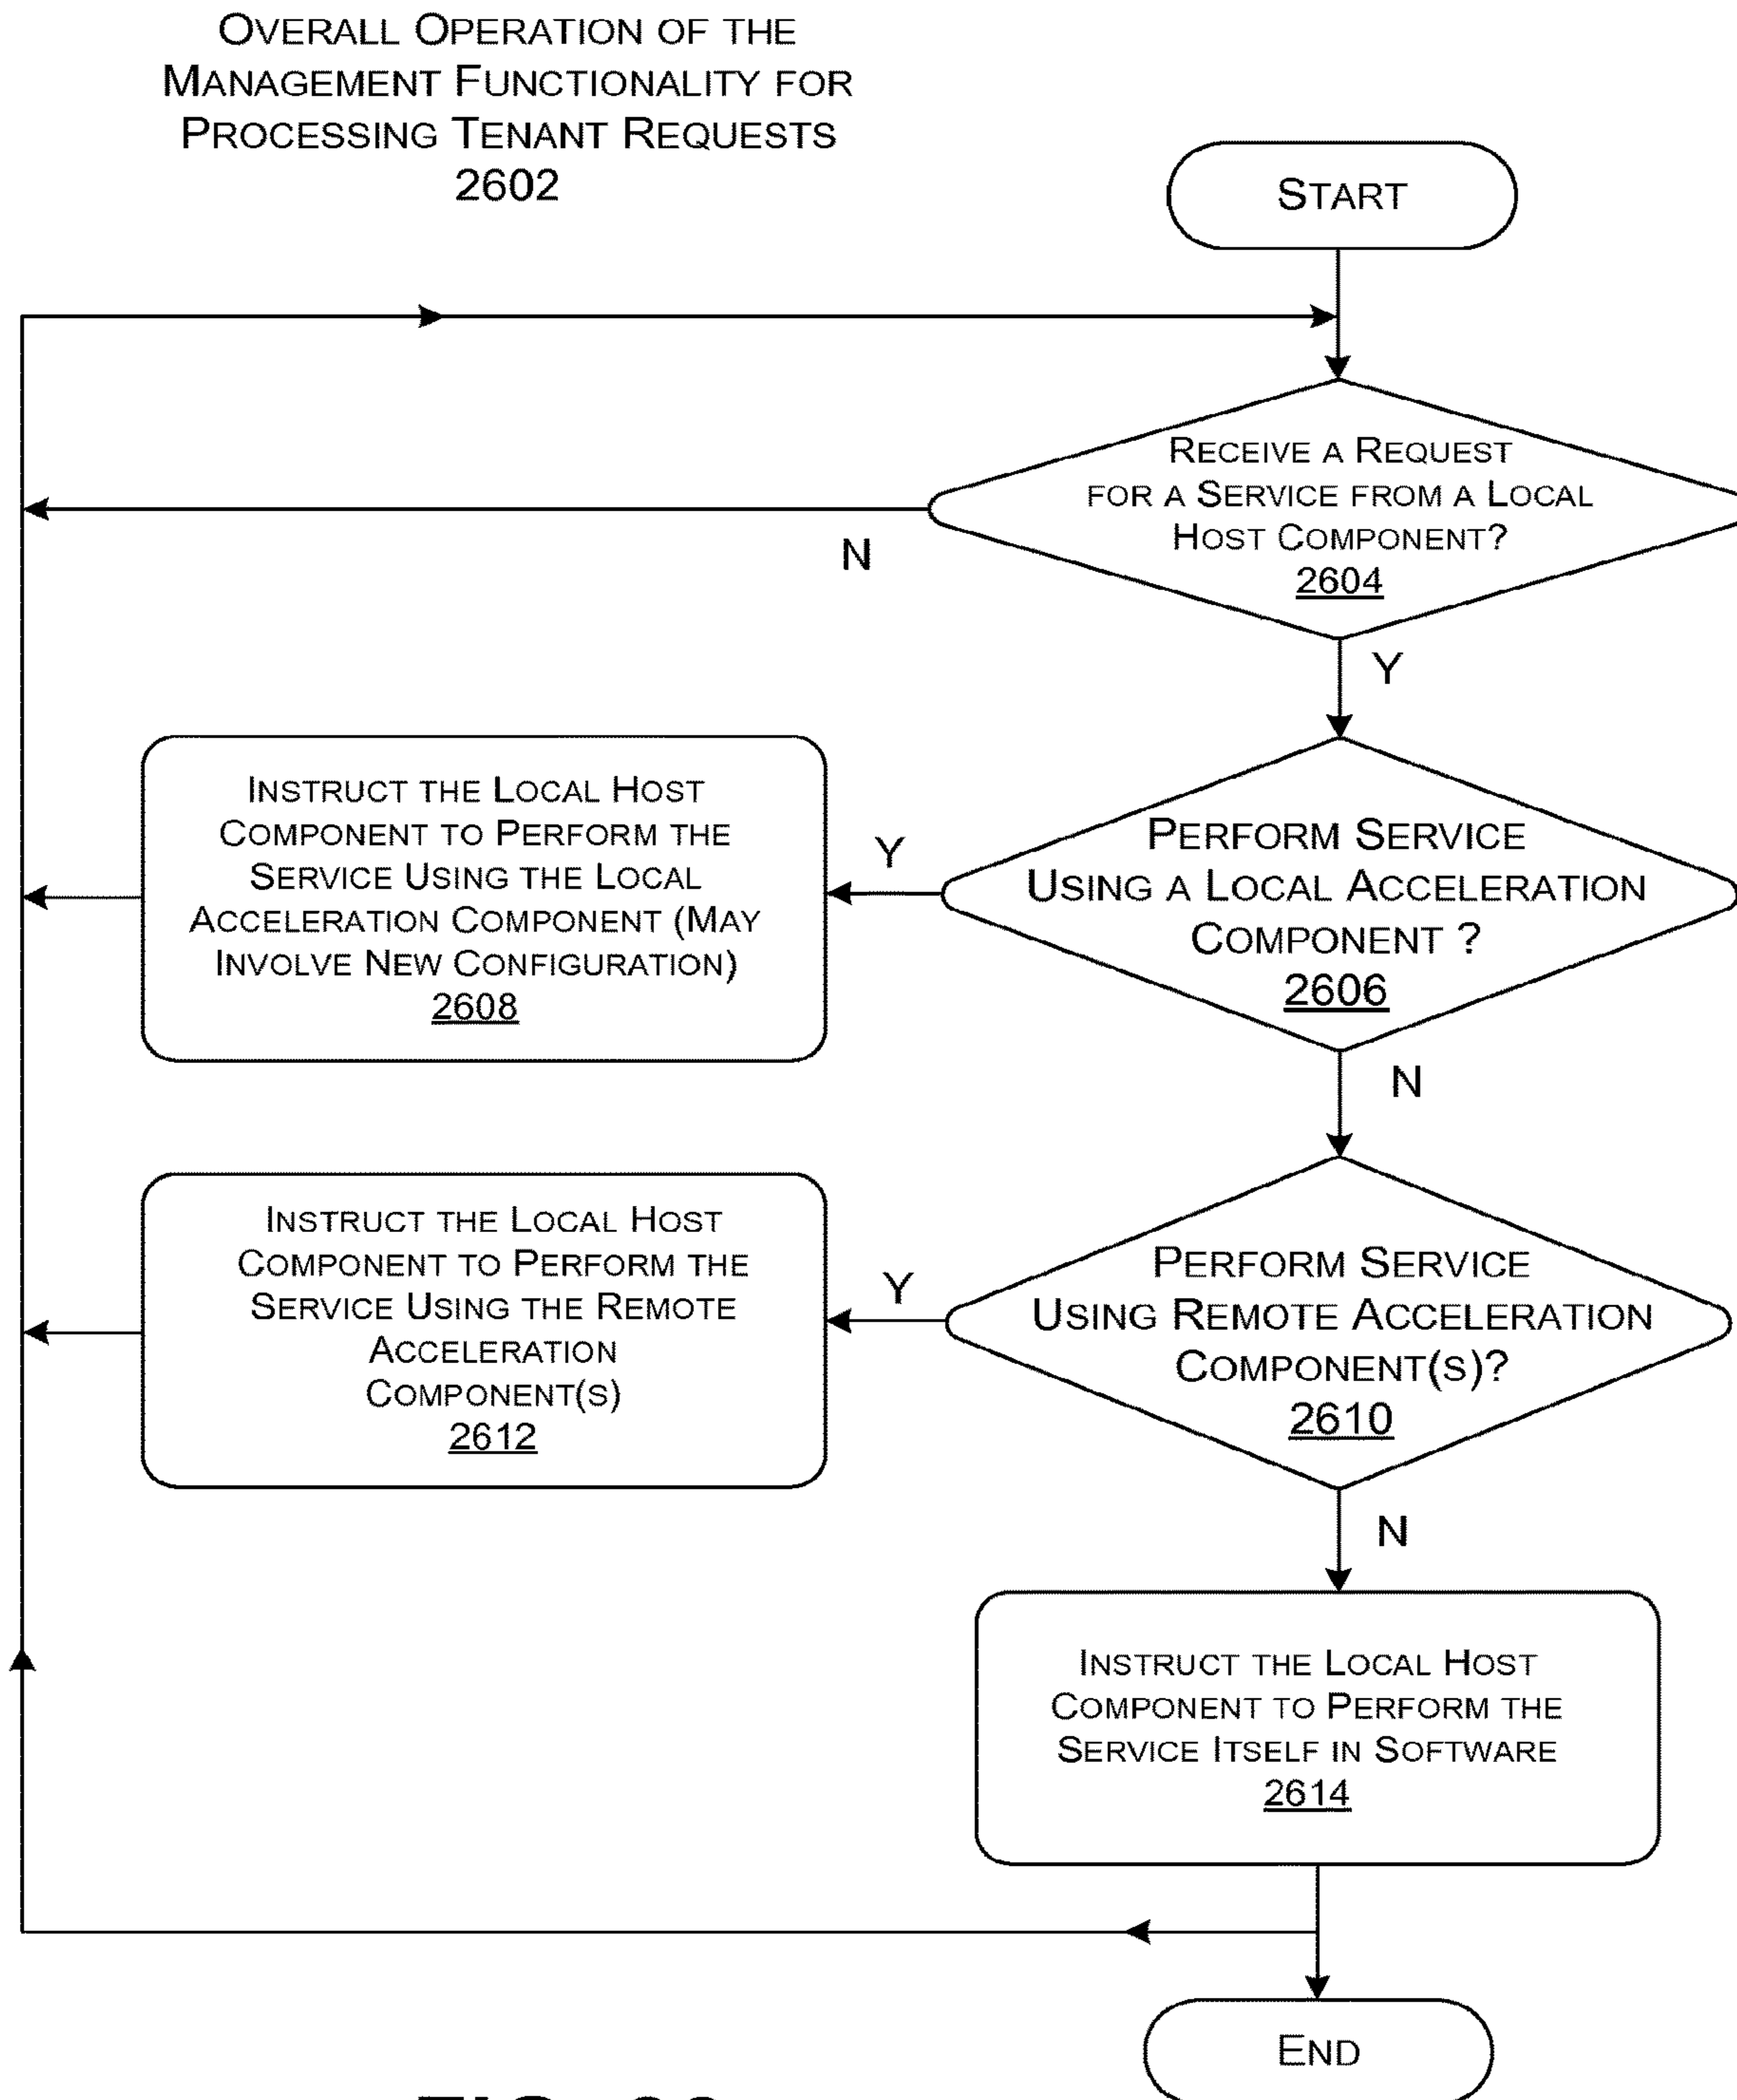 OVERALL OPERATION OF THE
MANAGEMENT FUNCTIONALITY FOR
PROCESSING TENANT REQUESTS
2602
START
RECEIVE A REQUEST
FOR A SERVICE FROM A LOCAL
HOST COMPONENT?
2604
N
Y
PERFORM SERVICE
USING A LOCAL ACCELERATION
COMPONENT ?
2606
Y
INSTRUCT THE LOCAL HOST
COMPONENT TO PERFORM THE
SERVICE USING THE LOCAL
ACCELERATION COMPONENT (MAY
INVOLVE NEW CONFIGURATION)
2608
N
PERFORM SERVICE
USING REMOTE ACCELERATION
COMPONENT(S)?
2610
Y
INSTRUCT THE LOCAL HOST
COMPONENT TO PERFORM THE
SERVICE USING THE REMOTE
ACCELERATION
COMPONENT(S)
2612
N
INSTRUCT THE LOCAL HOST
COMPONENT TO PERFORM THE
SERVICE ITSELF IN SOFTWARE
2614
END